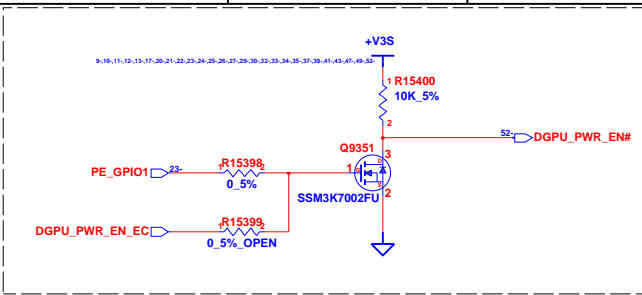 +V3S
9-,10-,11-,12-,13-,17-,20-,21-,22-,23-,24-,25-,26-,27-,29-,30-,32-,33-,34-,35-,37-,39-,41-,43-,47-,49-,52-
1 R15400
10K_5%
2
52- DGPU_PWR_EN#
Q9351
3
D
R15398
PE_GPIO1 23- 1 2 1 G
0_5%
S
2
SSM3K7002FU
R15399
DGPU_PWR_EN_EC 1 2
0_5%_OPEN